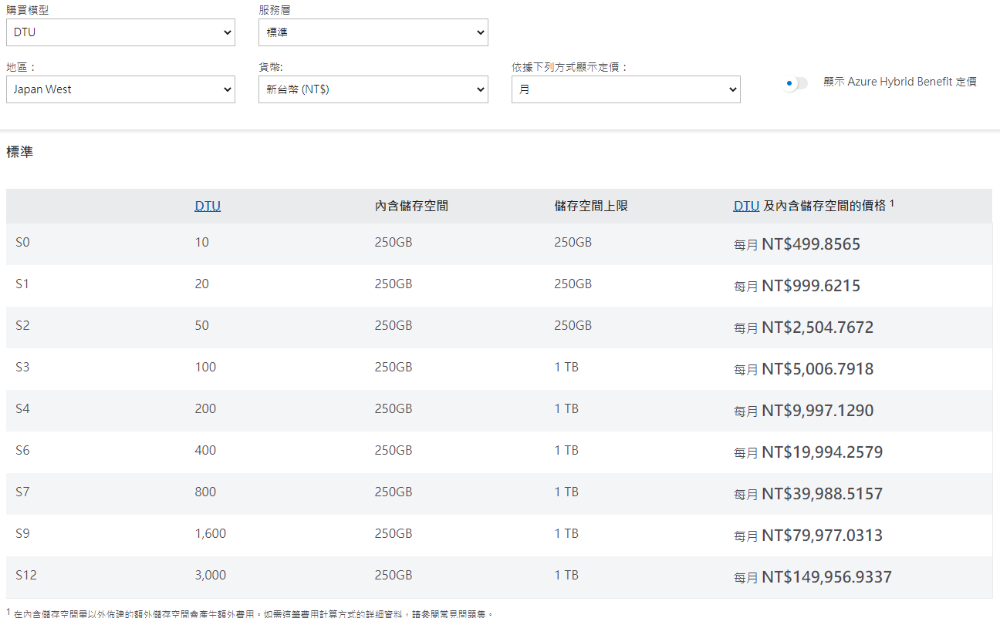 購買模型 服務層
DTU 標準
地區： 貨幣: 依據下列方式顯示定價：
Japan West 新台幣 (NT$) 月 顯示 Azure Hybrid Benefit 定價
標準
DTU 內含儲存空間 儲存空間上限 DTU 及內含儲存空間的價格 1
S0 10 250GB 250GB 每月 NT$499.8565
S1 20 250GB 250GB 每月 NT$999.6215
S2 50 250GB 250GB 每月 NT$2,504.7672
S3 100 250GB 1 TB 每月 NT$5,006.7918
S4 200 250GB 1 TB 每月 NT$9,997.1290
S6 400 250GB 1 TB 每月 NT$19,994.2579
S7 800 250GB 1 TB 每月 NT$39,988.5157
S9 1,600 250GB 1 TB 每月 NT$79,977.0313
S12 3,000 250GB 1 TB 每月 NT$149,956.9337
1 在內含儲存空間量以外佈建的額外儲存空間會產生額外費用。如需這筆費用計算方式的詳細資料，請參閱常見問題集。